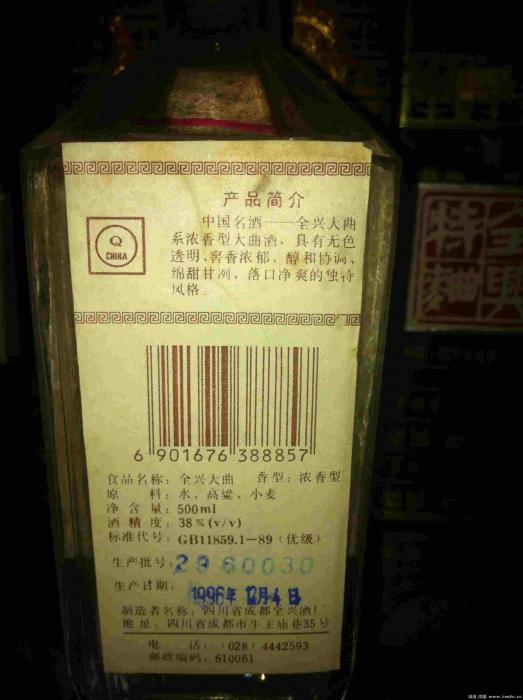 产品简介
Q
CHINA
中国名酒——全兴大曲
系浓香型大曲酒、具有无色
透明、窖香浓郁、醇和协调、
绵甜甘冽、落口净爽的独特
风格。
6 901676 388857
食品名称: 全兴大曲 香型: 浓香型
原 料: 水、高粱、小麦
净含量: 500ml
酒精度: 38%(v/v)
标准代号: GB11859.1-89 (优级)
生产批号: 2960030
生产日期: 1996年12月4日
制造者名称: 四川省成都全兴酒厂
地址: 四川省成都市牛王庙巷35号
电 话: (028) 4442593
邮政编码: 610061
全興
特麯